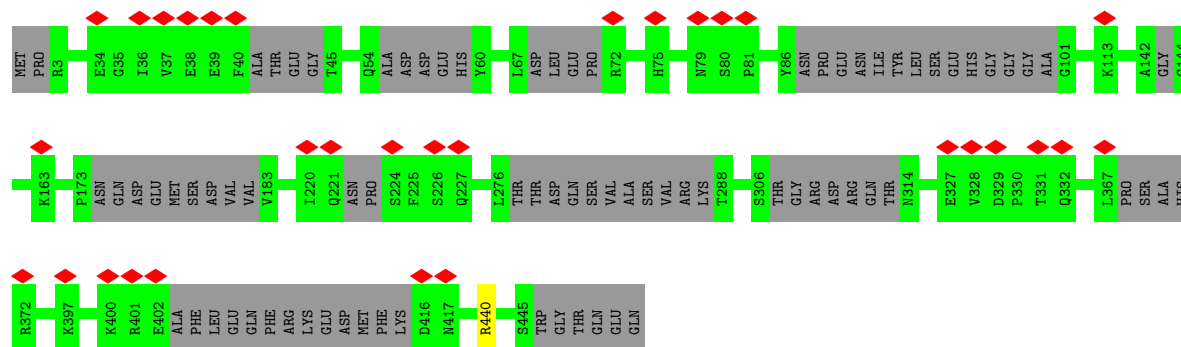 MET PRO R3 E34 G35 I36 V37 E38 E39 F40 ALA THR GLU GLY T45 Q54 ALA ASP ASP GLU HIS Y60 L67 ASP LEU GLU PRO R72 H75 N79 S80 P81 Y86 ASN PRO GLU ASN ILE TYR LEU SER GLU HIS GLY GLY GLY ALA G101 K113 A142 GLY G144
K163 P173 ASN GLN ASP GLU MET SER ASP VAL VAL V183 I220 Q221 ASN PRO S224 F225 S226 Q227 L276 THR THR ASP GLN SER VAL ALA SER VAL ARG LYS T288 S306 THR GLY ARG ASP ARG GLN THR N314 E327 V328 D329 P330 T331 Q332 L367 PRO SER ALA HIS
R372 K397 K400 R401 E402 ALA PHE LEU GLU GLN PHE ARG LYS GLU ASP MET PHE LYS D416 N417 R440 S445 TRP GLY THR GLN GLU GLN